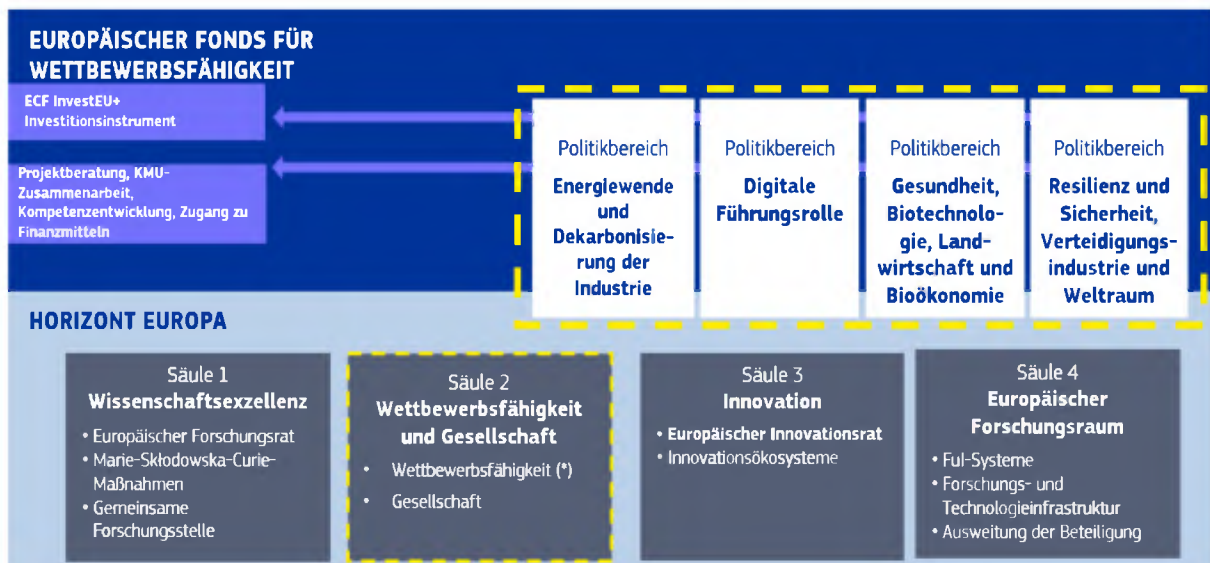 EUROPÄISCHER FONDS FÜR
WETTBEWERBSFÄHIGKEIT
ECF InvestEU+
Investitionsinstrument
Projektberatung, KMU-
Zusammenarbeit,
Kompetenzentwicklung, Zugang zu
Finanzmitteln
Politikbereich
Energiewende
und
Dekarbonisie-
rung der
Industrie
Politikbereich
Digitale
Führungsrolle
Politikbereich
Gesundheit,
Biotechnolo-
gie, Land-
wirtschaft und
Bioökonomie
Politikbereich
Resilienz und
Sicherheit,
Verteidigungs-
industrie und
Weltraum
HORIZONT EUROPA
Säule 1
Wissenschaftsexzellenz
• Europäischer Forschungsrat
• Marie-Skłodowska-Curie-
Maßnahmen
• Gemeinsame
Forschungsstelle
Säule 2
Wettbewerbsfähigkeit
und Gesellschaft
• Wettbewerbsfähigkeit (*)
• Gesellschaft
Säule 3
Innovation
• Europäischer Innovationsrat
• Innovationsökosysteme
Säule 4
Europäischer
Forschungsraum
• FuI-Systeme
• Forschungs- und
Technologieinfrastruktur
• Ausweitung der Beteiligung